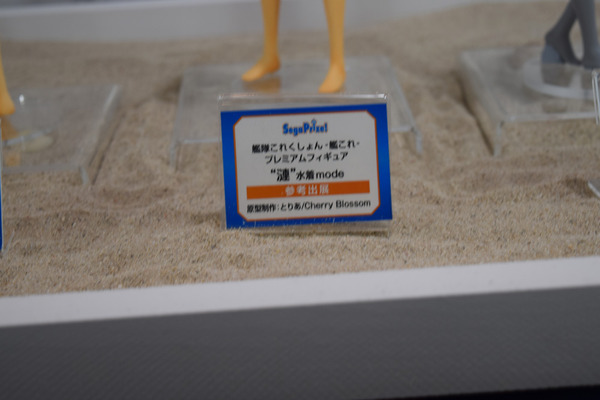 SegaPrize!
艦隊これくしょん -艦これ-
プレミアムフィギュア
"漣"水着mode
参考出展
原型制作：とりあ/Cherry Blossom